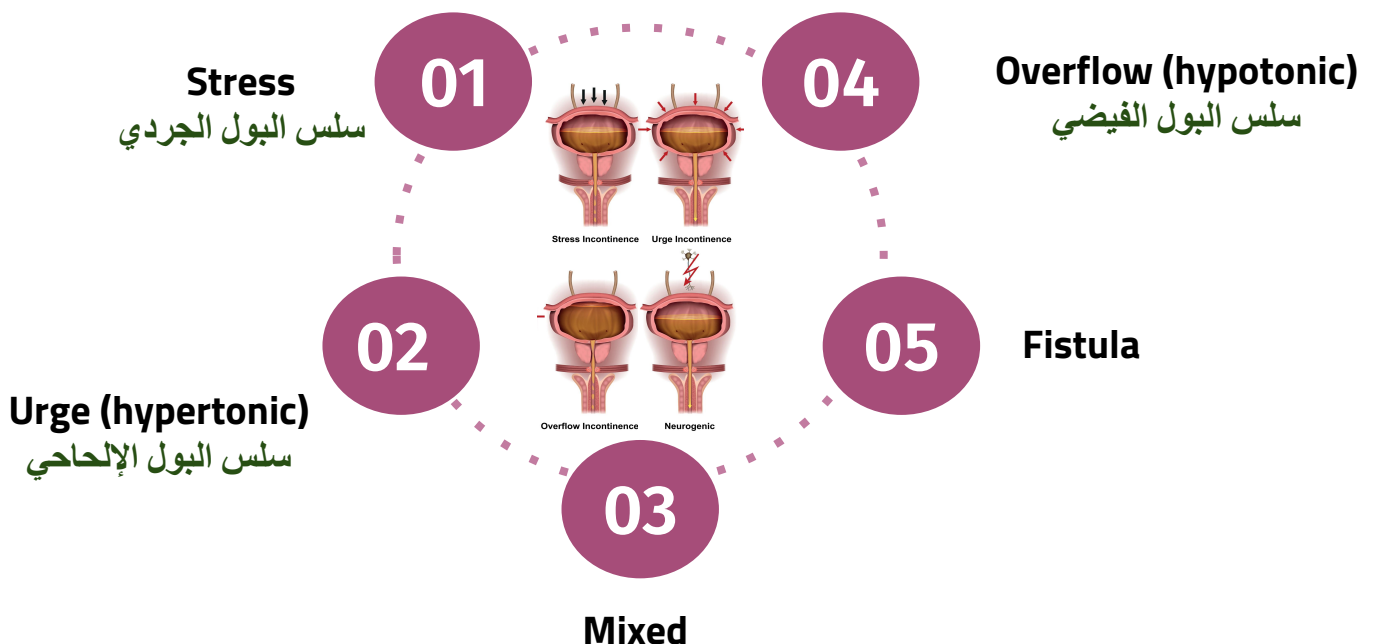 01
Stress
سلس البول الجردي
02
Urge (hypertonic)
سلس البول الإلحاحي
03
Mixed
04
Overflow (hypotonic)
سلس البول الفيضي
05
Fistula
Stress Incontinence
Urge Incontinence
Overflow Incontinence
Neurogenic